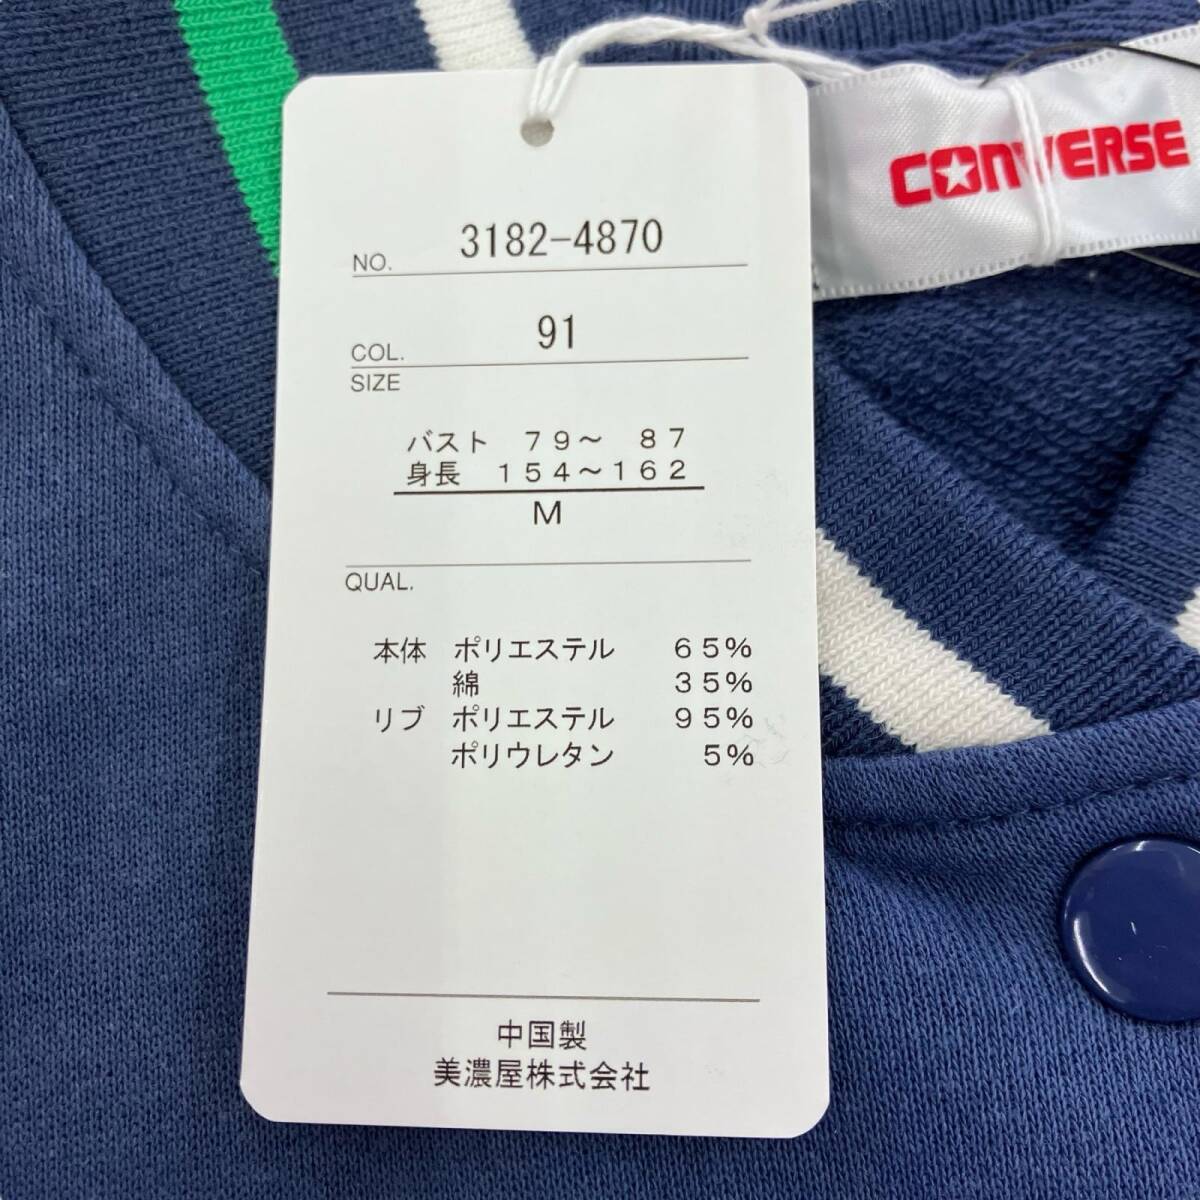 CONVERSE
NO. 3182-4870
COL. 91
SIZE
バスト 79～ 87
身長 154～162
M
QUAL.
本体 ポリエステル 65%
綿 35%
リブ ポリエステル 95%
ポリウレタン 5%
中国製
美濃屋株式会社